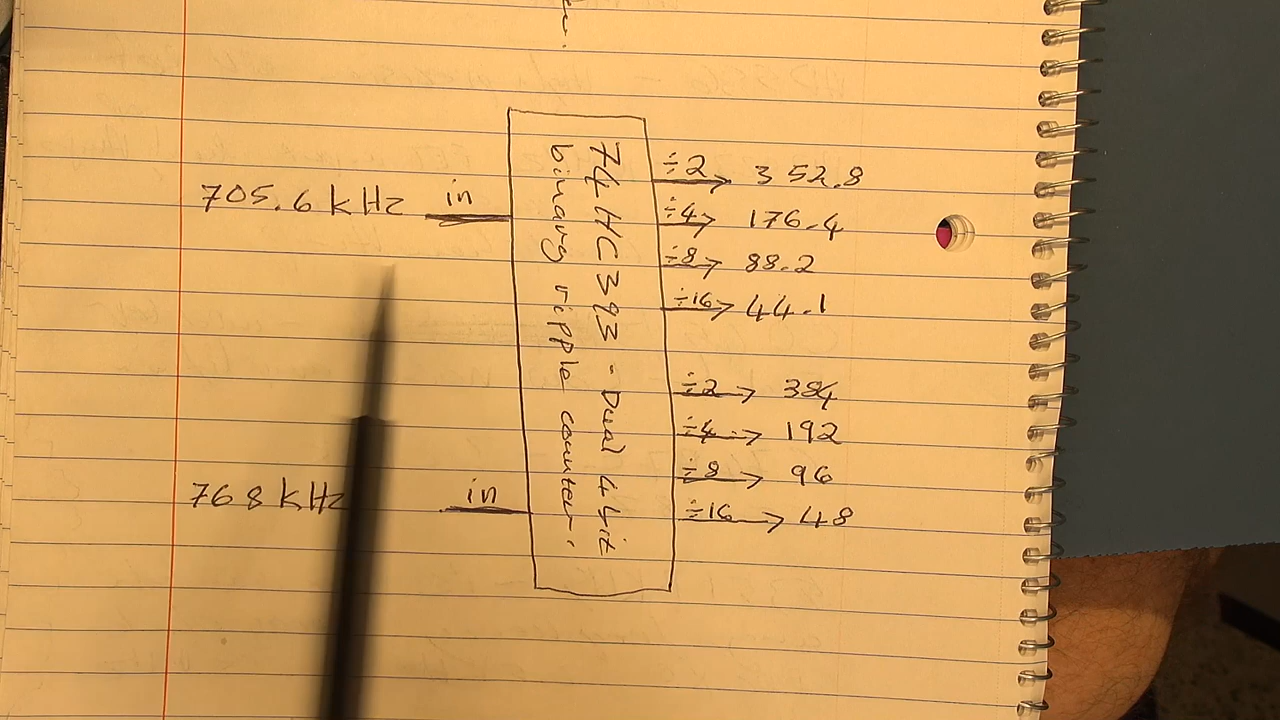 705.6 kHz in
768 kHz in
74HC393 - Dual 4 bit
binary ripple counter.
÷2 → 352.8
÷4 → 176.4
÷8 → 88.2
÷16 → 44.1
÷2 → 384
÷4 → 192
÷8 → 96
÷16 → 48